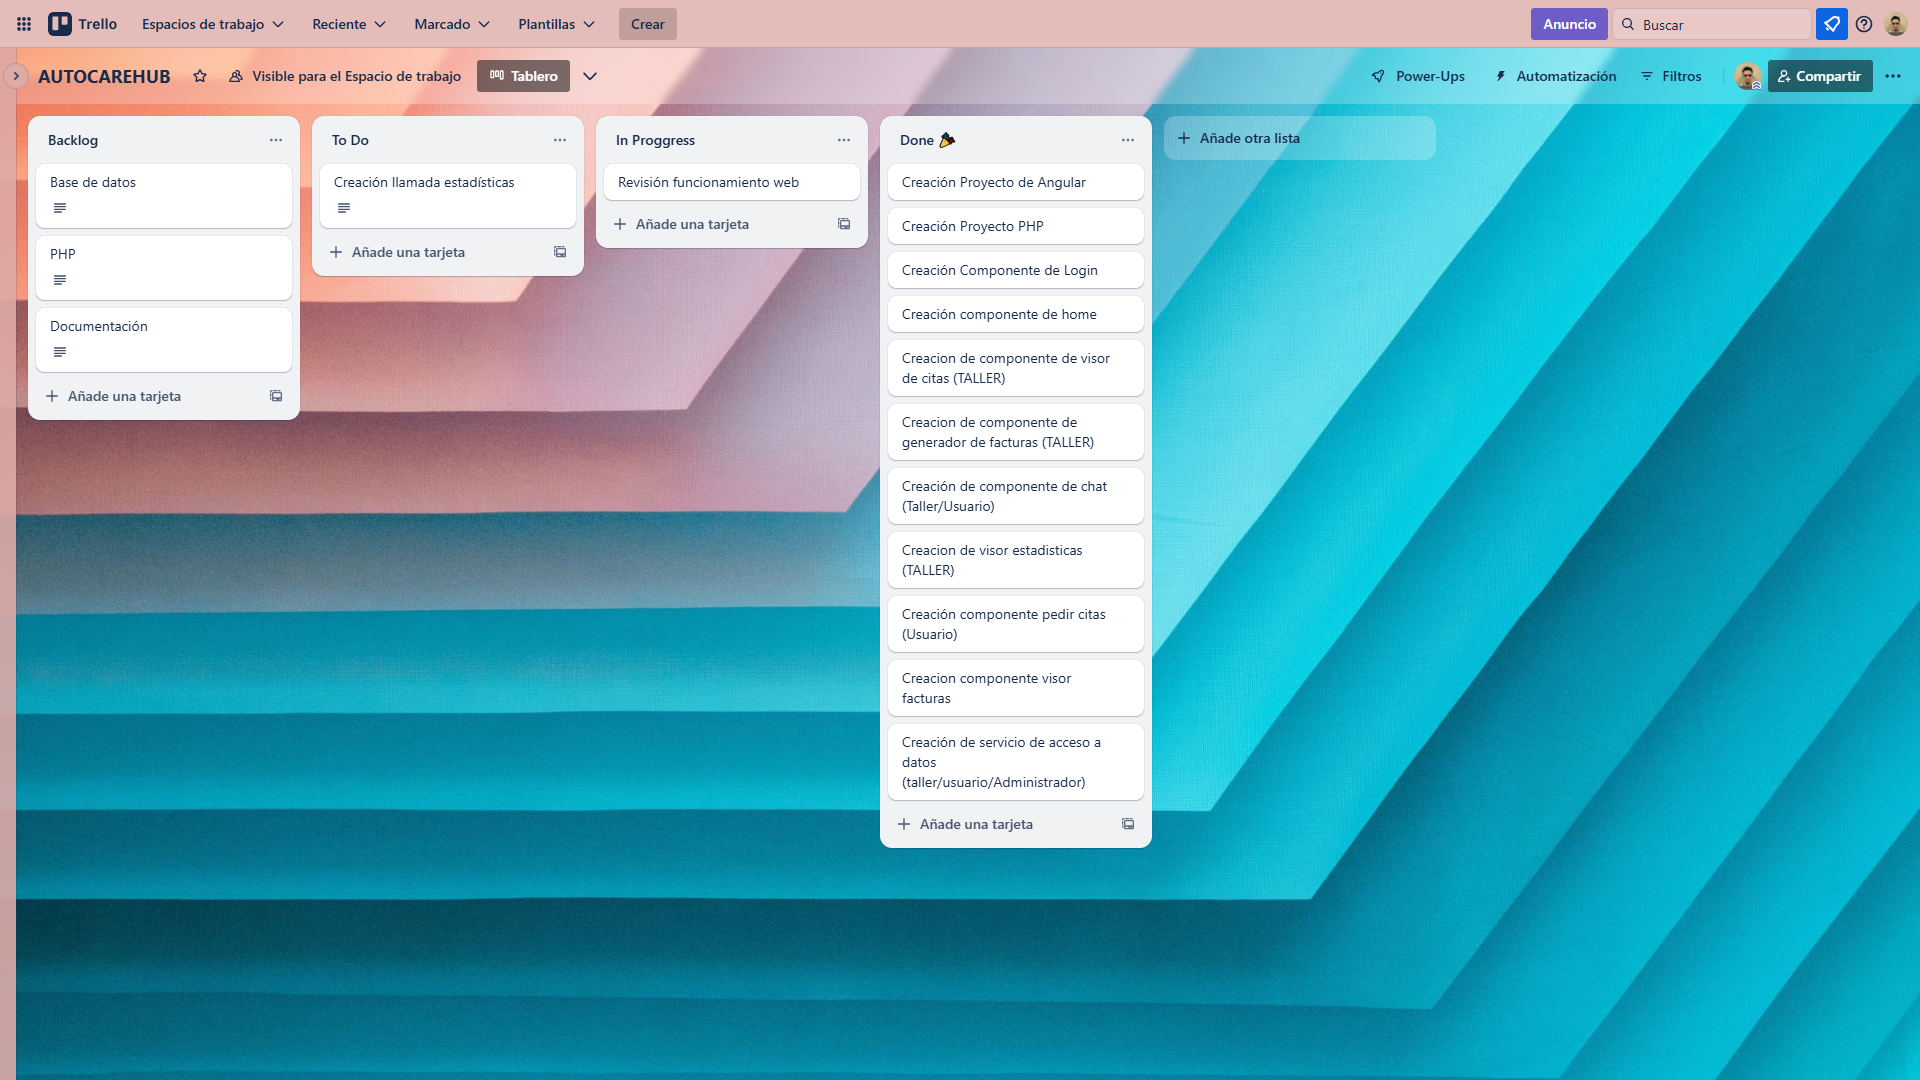 Trello
Espacios de trabajo
Reciente
Marcado
Plantillas
Crear
Anuncio
Buscar
AUTOCAREHUB
Visible para el Espacio de trabajo
Tablero
Power-Ups
Automatización
Filtros
Compartir
Backlog
Base de datos
PHP
Documentación
Añade una tarjeta
To Do
Creación llamada estadísticas
Añade una tarjeta
In Proggress
Revisión funcionamiento web
Añade una tarjeta
Done 🎉
Creación Proyecto de Angular
Creación Proyecto PHP
Creación Componente de Login
Creación componente de home
Creacion de componente de visor
de citas (TALLER)
Creacion de componente de
generador de facturas (TALLER)
Creación de componente de chat
(Taller/Usuario)
Creacion de visor estadisticas
(TALLER)
Creación componente pedir citas
(Usuario)
Creacion componente visor
facturas
Creación de servicio de acceso a
datos
(taller/usuario/Administrador)
Añade una tarjeta
Añade otra lista